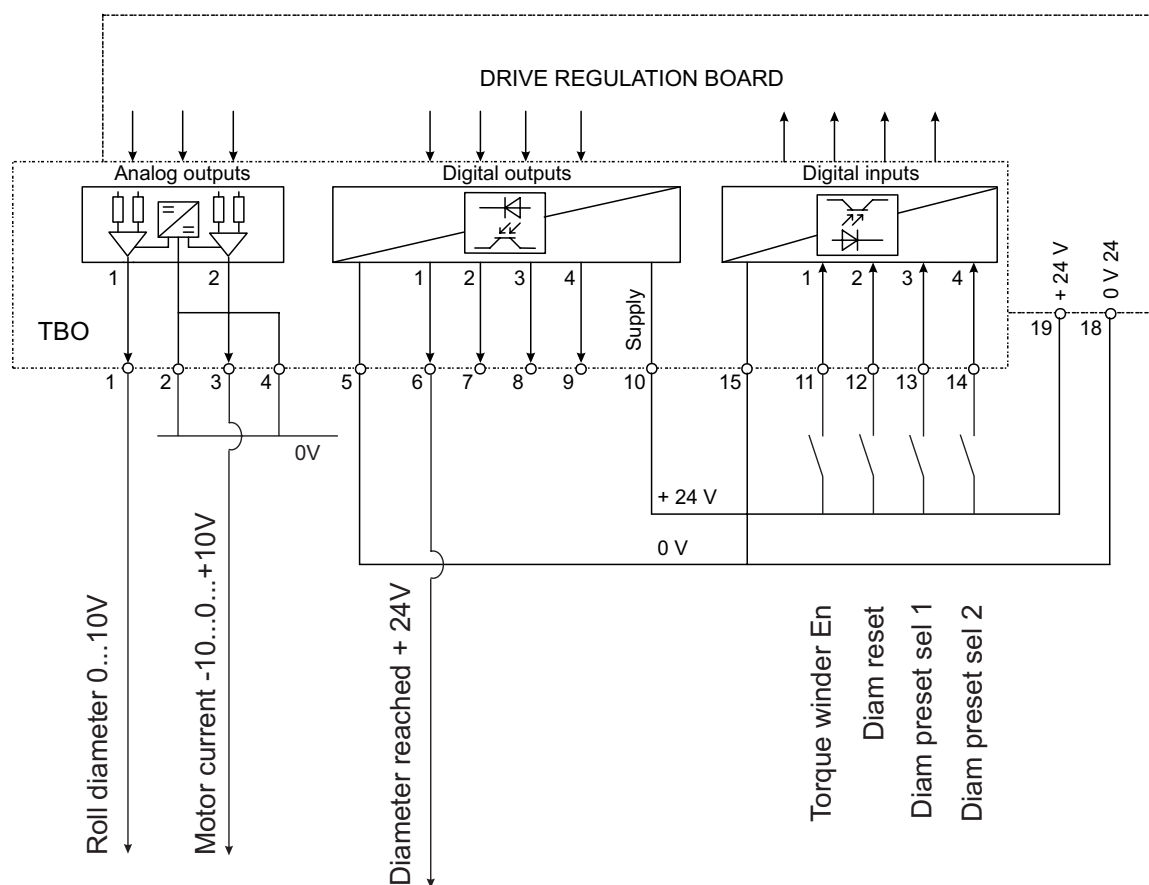 DRIVE REGULATION BOARD
Analog outputs
Digital outputs
Digital inputs
1
2
1
2
3
4
Supply
1
2
3
4
+ 24 V
0 V 24
TBO
19
18
1
2
3
4
5
6
7
8
9
10
15
11
12
13
14
0V
+ 24 V
0 V
Roll diameter 0...10V
Motor current -10...0...+10V
Diameter reached + 24V
Torque winder En
Diam reset
Diam preset sel 1
Diam preset sel 2